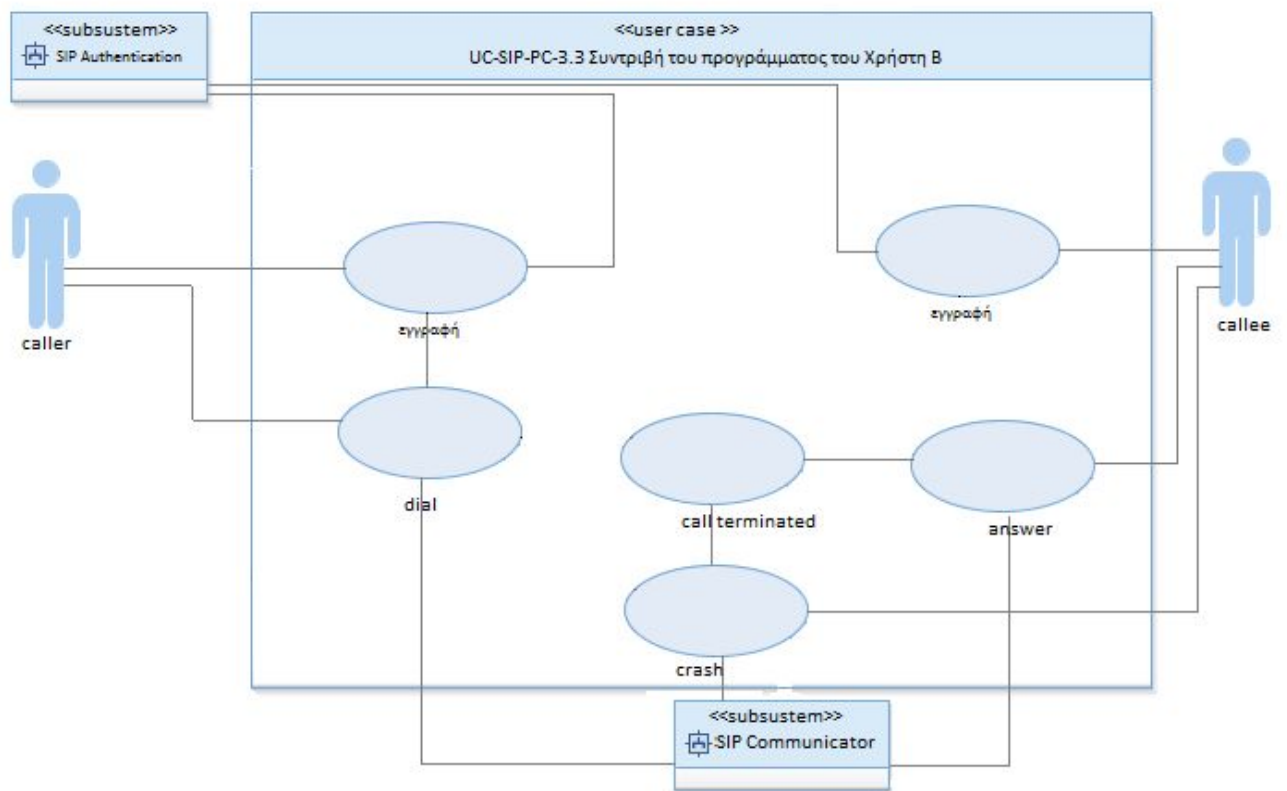 <<subsustem>>
SIP Authentication
<<user case >>
UC-SIP-PC-3.3 Συντριβή του προγράμματος του Χρήστη Β
caller
εγγραφή
εγγραφή
callee
dial
call terminated
answer
crash
<<subsustem>>
SIP Communicator